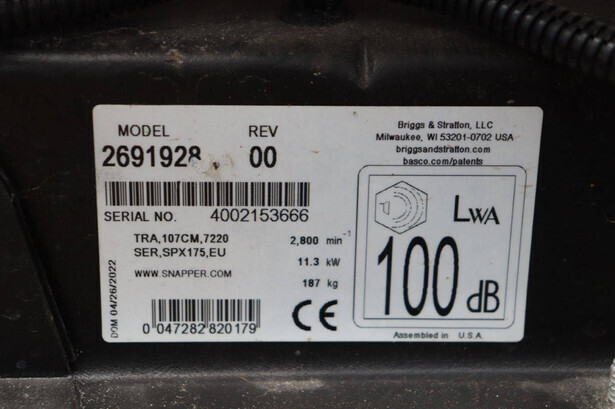 MODEL REV
2691928 00
SERIAL NO. 4002153666
TRA,107CM,7220
SER,SPX175,EU
2,800 min⁻¹
11.3 kW
187 kg
WWW.SNAPPER.COM
DOM 04/26/2022
0 047282 820179
CE
Briggs & Stratton, LLC
Milwaukee, WI 53201-0702 USA
briggsandstratton.com
basco.com/patents
LWA
100 dB
Assembled in U.S.A.